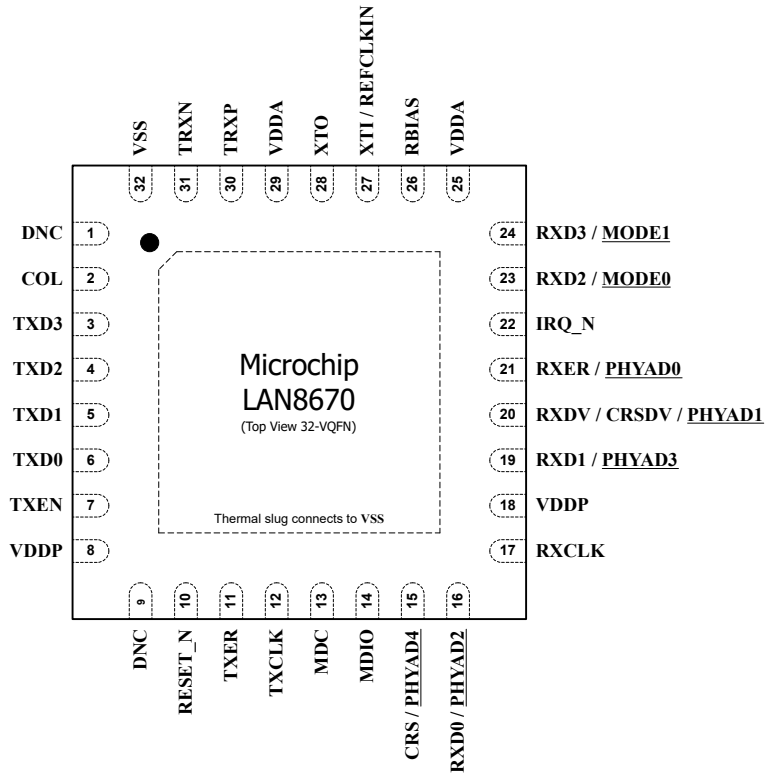 VSS
TRXN
TRXP
VDDA
XTO
XTI / REFCLKIN
RBIAS
VDDA
32
31
30
29
28
27
26
25
DNC 1
COL 2
TXD3 3
TXD2 4
TXD1 5
TXD0 6
TXEN 7
VDDP 8
Microchip
LAN8670
(Top View 32-VQFN)
Thermal slug connects to VSS
24 RXD3 / MODE1
23 RXD2 / MODE0
22 IRQ_N
21 RXER / PHYAD0
20 RXDV / CRSDV / PHYAD1
19 RXD1 / PHYAD3
18 VDDP
17 RXCLK
9
10
11
12
13
14
15
16
DNC
RESET_N
TXER
TXCLK
MDC
MDIO
CRS / PHYAD4
RXD0 / PHYAD2